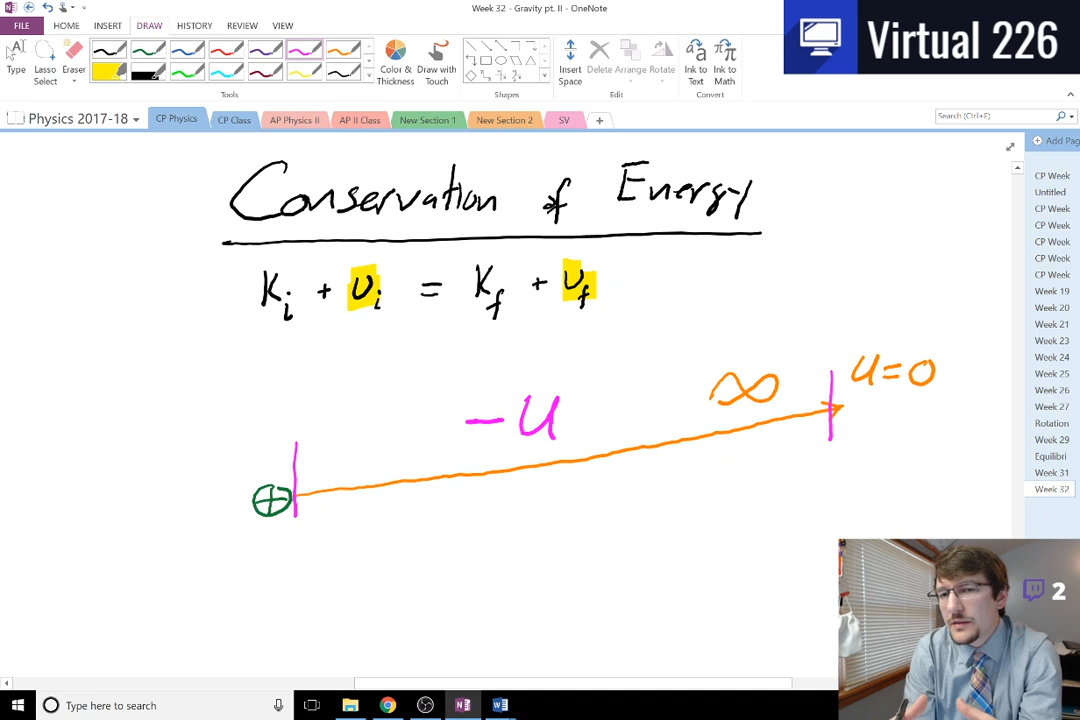 Week 32 - Gravity pt. II - OneNote
Virtual 226
FILE HOME INSERT DRAW HISTORY REVIEW VIEW
Type Lasso Select Eraser Color & Thickness Draw with Touch Insert Space Delete Arrange Rotate Ink to Text Ink to Math
Tools Shapes Edit Convert
Physics 2017-18 CP Physics CP Class AP Physics II AP II Class New Section 1 New Section 2 SV Search (Ctrl+E)
Add Pag
Conservation of Energy
Ki + Ui = Kf + Uf
-U
∞
U=0
CP Week
Untitled
CP Week
CP Week
CP Week
CP Week
CP Week
Week 19
Week 20
Week 21
Week 23
Week 24
Week 25
Week 26
Week 27
Rotation
Week 29
Equilibri
Week 31
Week 32
2
Type here to search